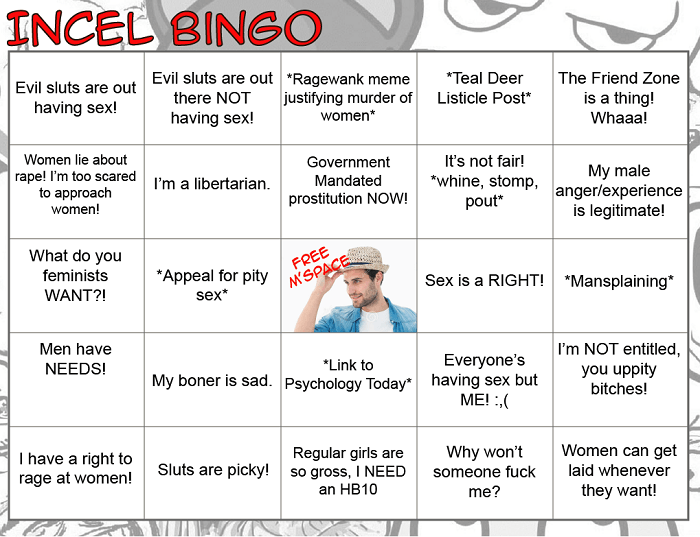 INCEL BINGO
Evil sluts are out
having sex!
Evil sluts are out
there NOT
having sex!
*Ragewank meme
justifying murder of
women*
*Teal Deer
Listicle Post*
The Friend Zone
is a thing!
Whaaa!
Women lie about
rape! I'm too scared
to approach
women!
I'm a libertarian.
Government
Mandated
prostitution NOW!
It's not fair!
*whine, stomp,
pout*
My male
anger/experience
is legitimate!
What do you
feminists
WANT?!
*Appeal for pity
sex*
FREE
M'SPACE
Sex is a RIGHT!
*Mansplaining*
Men have
NEEDS!
My boner is sad.
*Link to
Psychology Today*
Everyone's
having sex but
ME! :,(
I'm NOT entitled,
you uppity
bitches!
I have a right to
rage at women!
Sluts are picky!
Regular girls are
so gross, I NEED
an HB10
Why won't
someone fuck
me?
Women can get
laid whenever
they want!